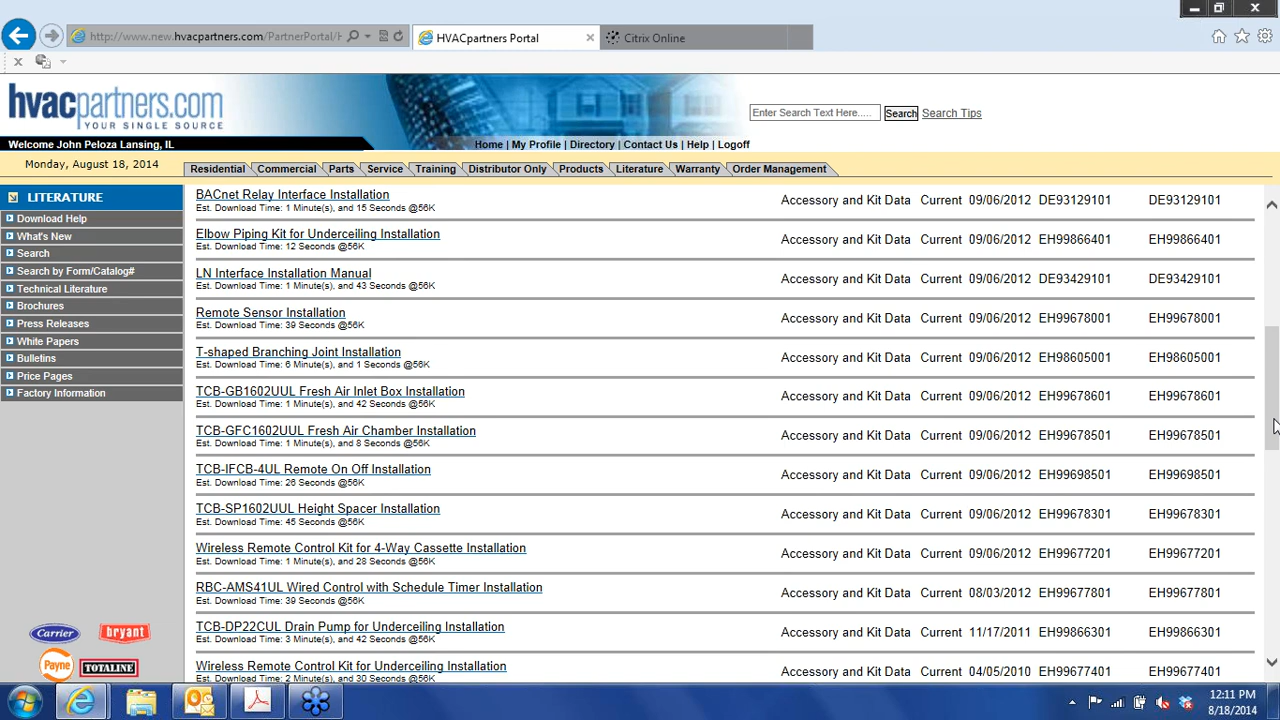 http://www.new.hvacpartners.com/PartnerPortal/H
HVACpartners Portal
Citrix Online
hvacpartners.com
YOUR SINGLE SOURCE
Enter Search Text Here.....
Search
Search Tips
Welcome John Peloza Lansing, IL
Home | My Profile | Directory | Contact Us | Help | Logoff
Monday, August 18, 2014
Residential Commercial Parts Service Training Distributor Only Products Literature Warranty Order Management
LITERATURE
Download Help
What's New
Search
Search by Form/Catalog#
Technical Literature
Brochures
Press Releases
White Papers
Bulletins
Price Pages
Factory Information
BACnet Relay Interface Installation
Est. Download Time: 1 Minute(s), and 15 Seconds @56K
Accessory and Kit Data Current 09/06/2012 DE93129101 DE93129101
Elbow Piping Kit for Underceiling Installation
Est. Download Time: 12 Seconds @56K
Accessory and Kit Data Current 09/06/2012 EH99866401 EH99866401
LN Interface Installation Manual
Est. Download Time: 1 Minute(s), and 43 Seconds @56K
Accessory and Kit Data Current 09/06/2012 DE93429101 DE93429101
Remote Sensor Installation
Est. Download Time: 39 Seconds @56K
Accessory and Kit Data Current 09/06/2012 EH99678001 EH99678001
T-shaped Branching Joint Installation
Est. Download Time: 6 Minute(s), and 1 Seconds @56K
Accessory and Kit Data Current 09/06/2012 EH98605001 EH98605001
TCB-GB1602UUL Fresh Air Inlet Box Installation
Est. Download Time: 1 Minute(s), and 42 Seconds @56K
Accessory and Kit Data Current 09/06/2012 EH99678601 EH99678601
TCB-GFC1602UUL Fresh Air Chamber Installation
Est. Download Time: 1 Minute(s), and 8 Seconds @56K
Accessory and Kit Data Current 09/06/2012 EH99678501 EH99678501
TCB-IFCB-4UL Remote On Off Installation
Est. Download Time: 26 Seconds @56K
Accessory and Kit Data Current 09/06/2012 EH99698501 EH99698501
TCB-SP1602UUL Height Spacer Installation
Est. Download Time: 45 Seconds @56K
Accessory and Kit Data Current 09/06/2012 EH99678301 EH99678301
Wireless Remote Control Kit for 4-Way Cassette Installation
Est. Download Time: 1 Minute(s), and 28 Seconds @56K
Accessory and Kit Data Current 09/06/2012 EH99677201 EH99677201
RBC-AMS41UL Wired Control with Schedule Timer Installation
Est. Download Time: 39 Seconds @56K
Accessory and Kit Data Current 08/03/2012 EH99677801 EH99677801
TCB-DP22CUL Drain Pump for Underceiling Installation
Est. Download Time: 3 Minute(s), and 42 Seconds @56K
Accessory and Kit Data Current 11/17/2011 EH99866301 EH99866301
Wireless Remote Control Kit for Underceiling Installation
Est. Download Time: 2 Minute(s), and 30 Seconds @56K
Accessory and Kit Data Current 04/05/2010 EH99677401 EH99677401
Carrier
bryant
Payne
TOTALINE
12:11 PM
8/18/2014